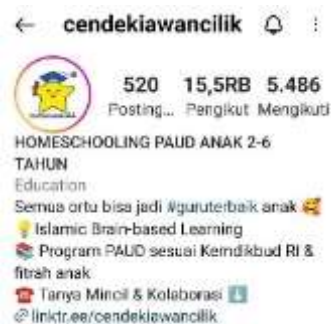 cendekiawancilik
520 15,5RB 5.486
Posting... Pengikut Mengikuti
HOMESCHOOLING PAUD ANAK 2-6
TAHUN
Education
Semua ortu bisa jadi #guruterbaik anak 🥰
💡 Islamic Brain-based Learning
📚 Program PAUD sesuai Kemdikbud RI &
fitrah anak
☎️ Tanya Mincil & Kolaborasi ⬇️
linktr.ee/cendekiawancilik